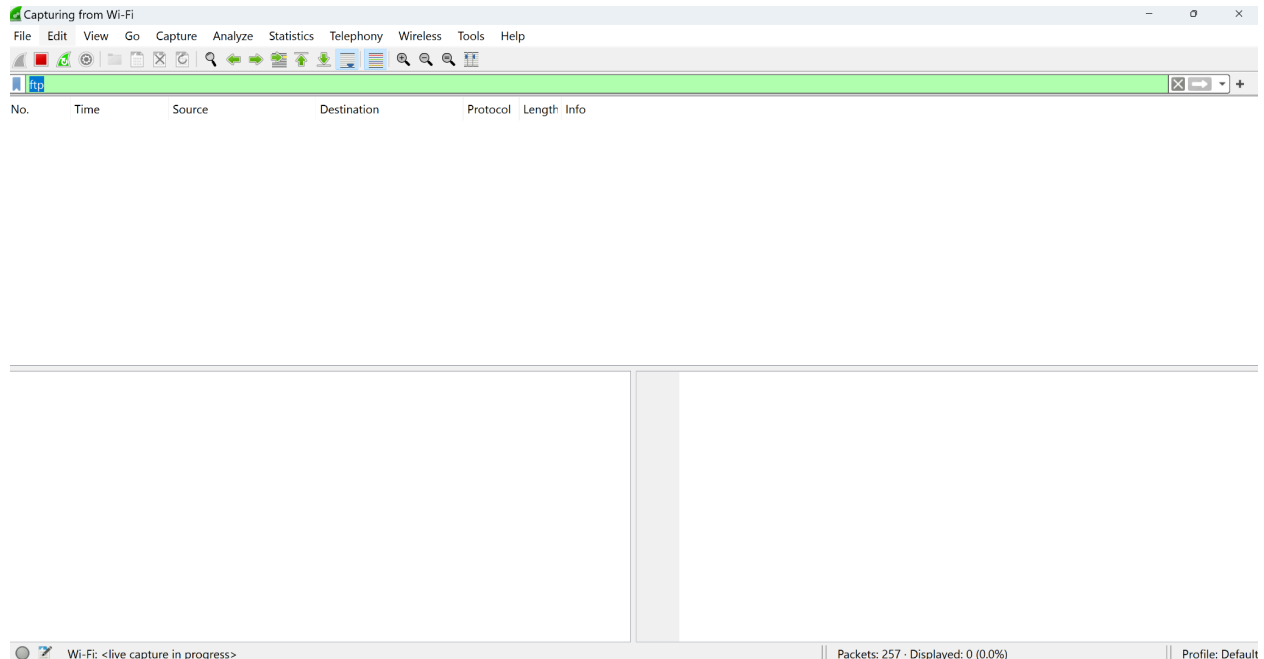 Capturing from Wi-Fi
File Edit View Go Capture Analyze Statistics Telephony Wireless Tools Help
ftp
No. Time Source Destination Protocol Length Info
Wi-Fi: <live capture in progress> Packets: 257 · Displayed: 0 (0.0%) Profile: Default